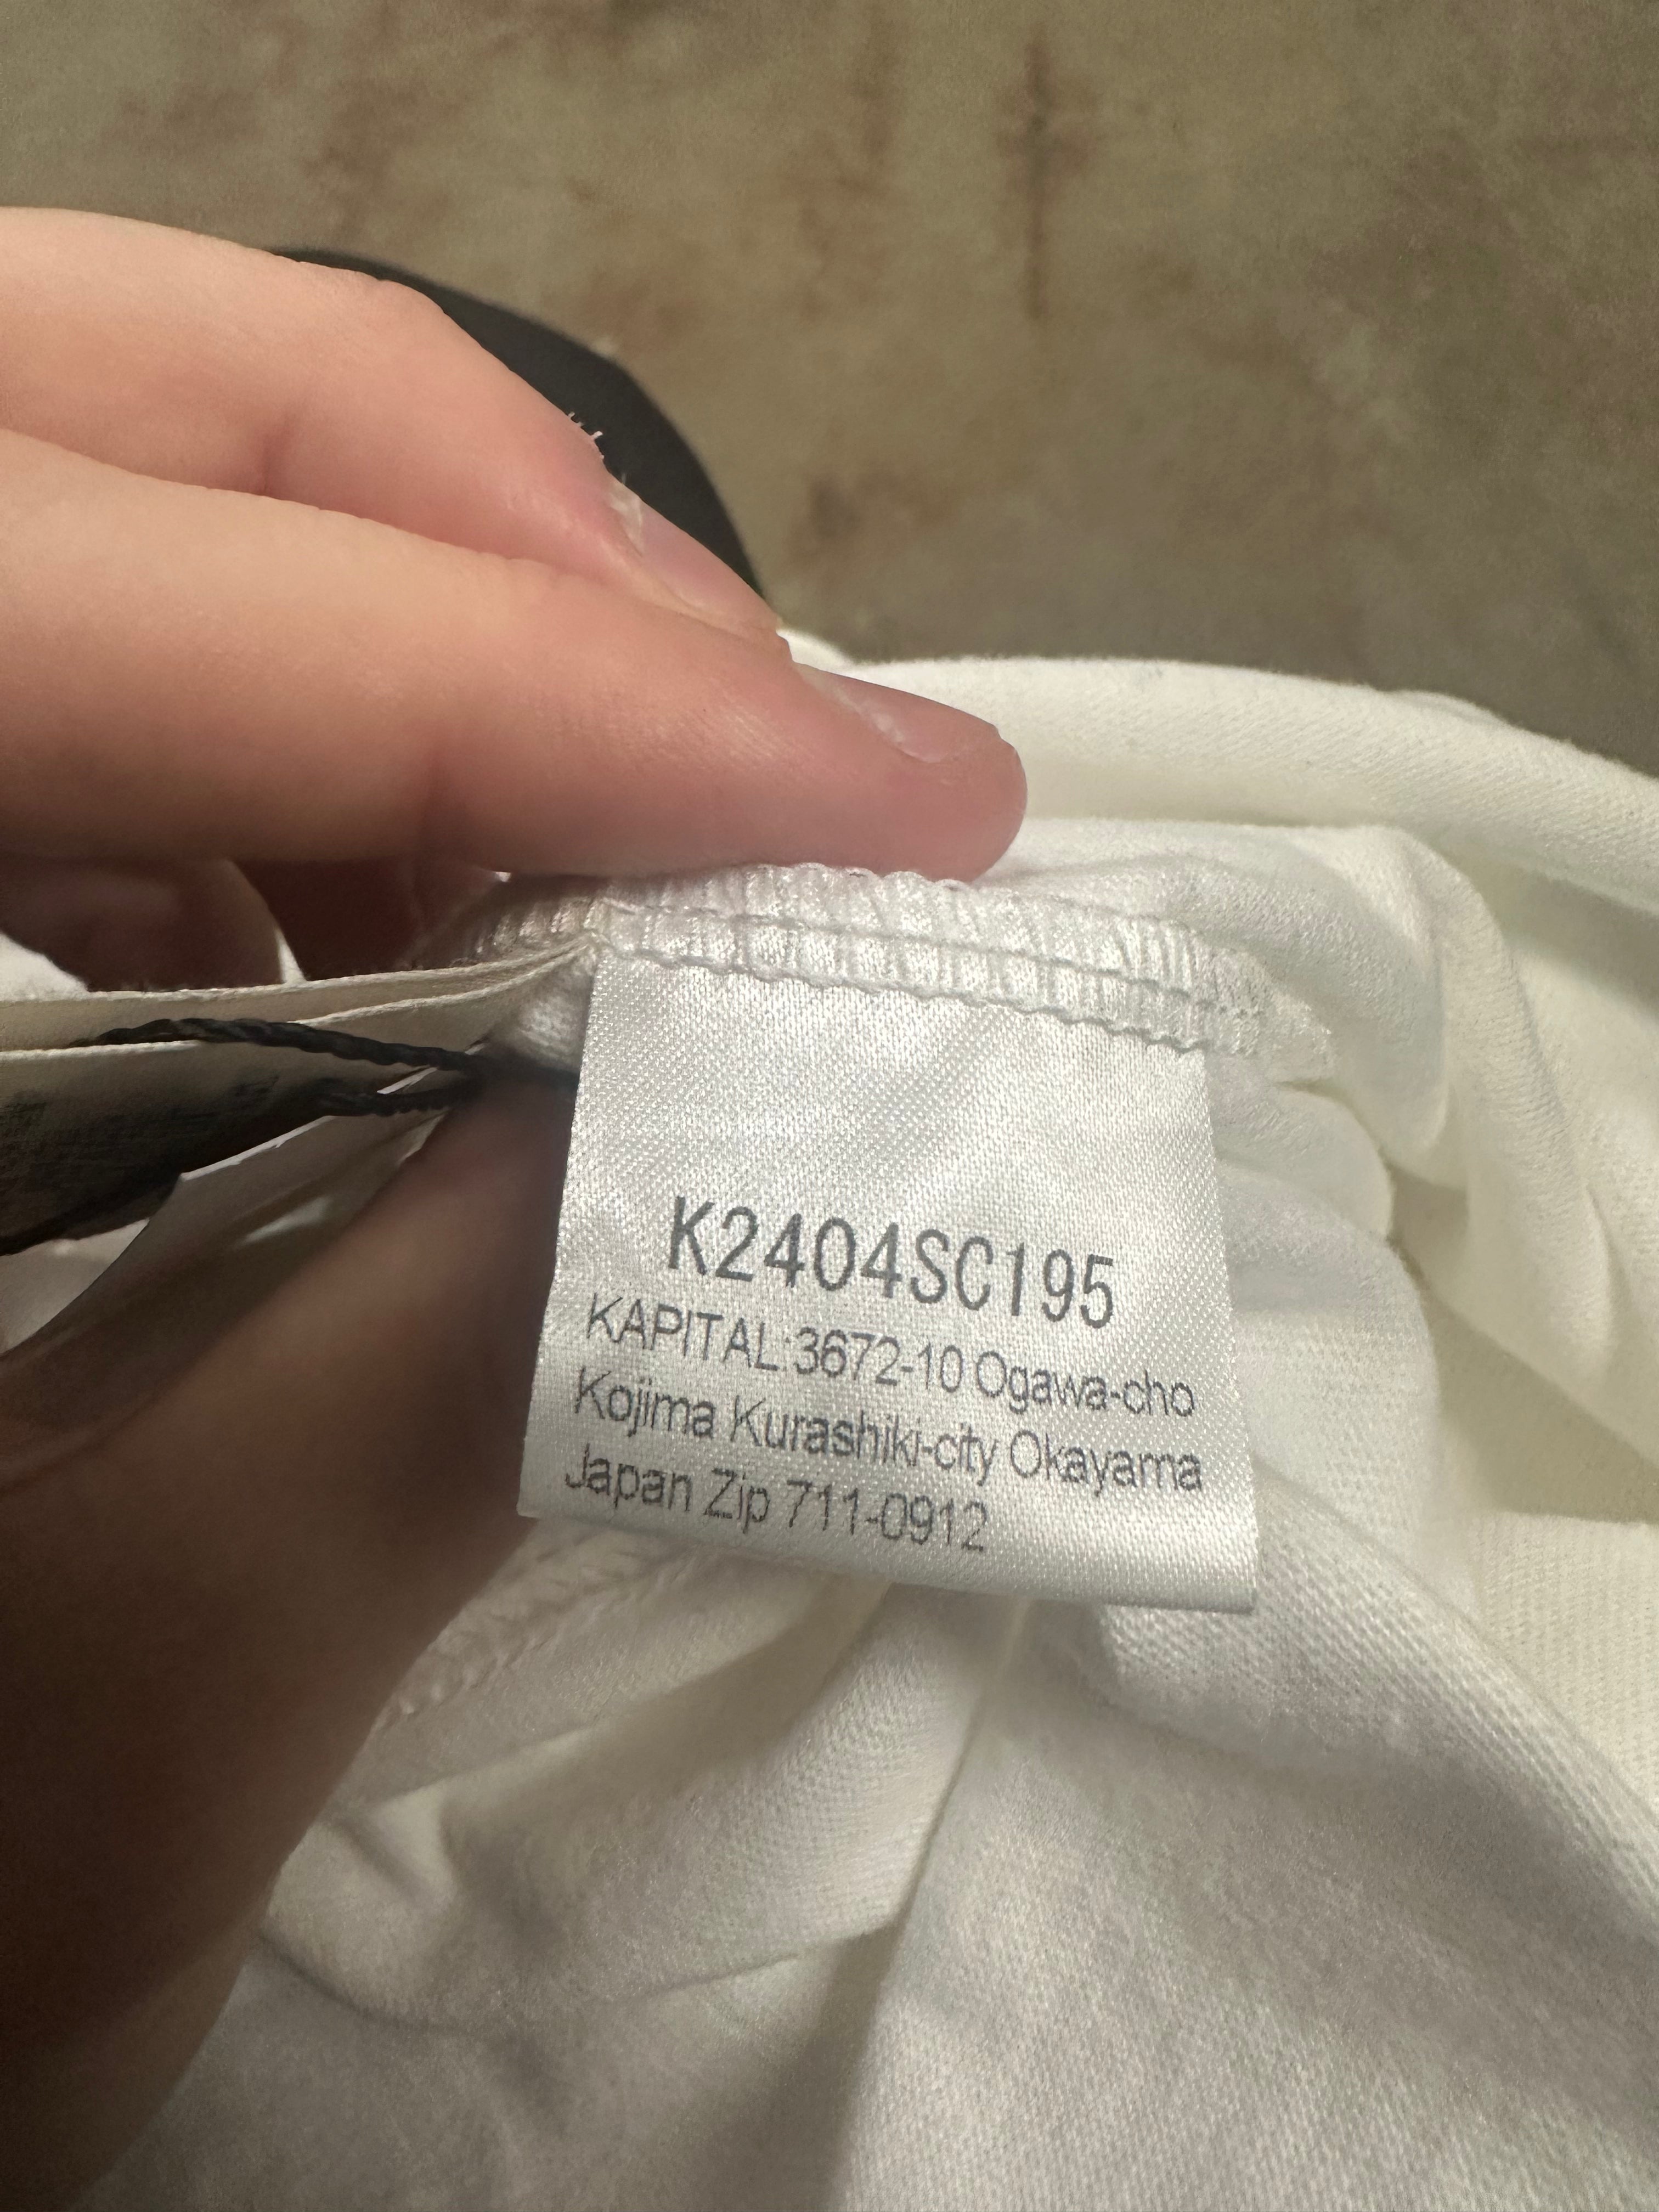 K2404SC195
KAPITAL:3672-10 Ogawa-cho
Kojima Kurashiki-city Okayama
Japan Zip 711-0912